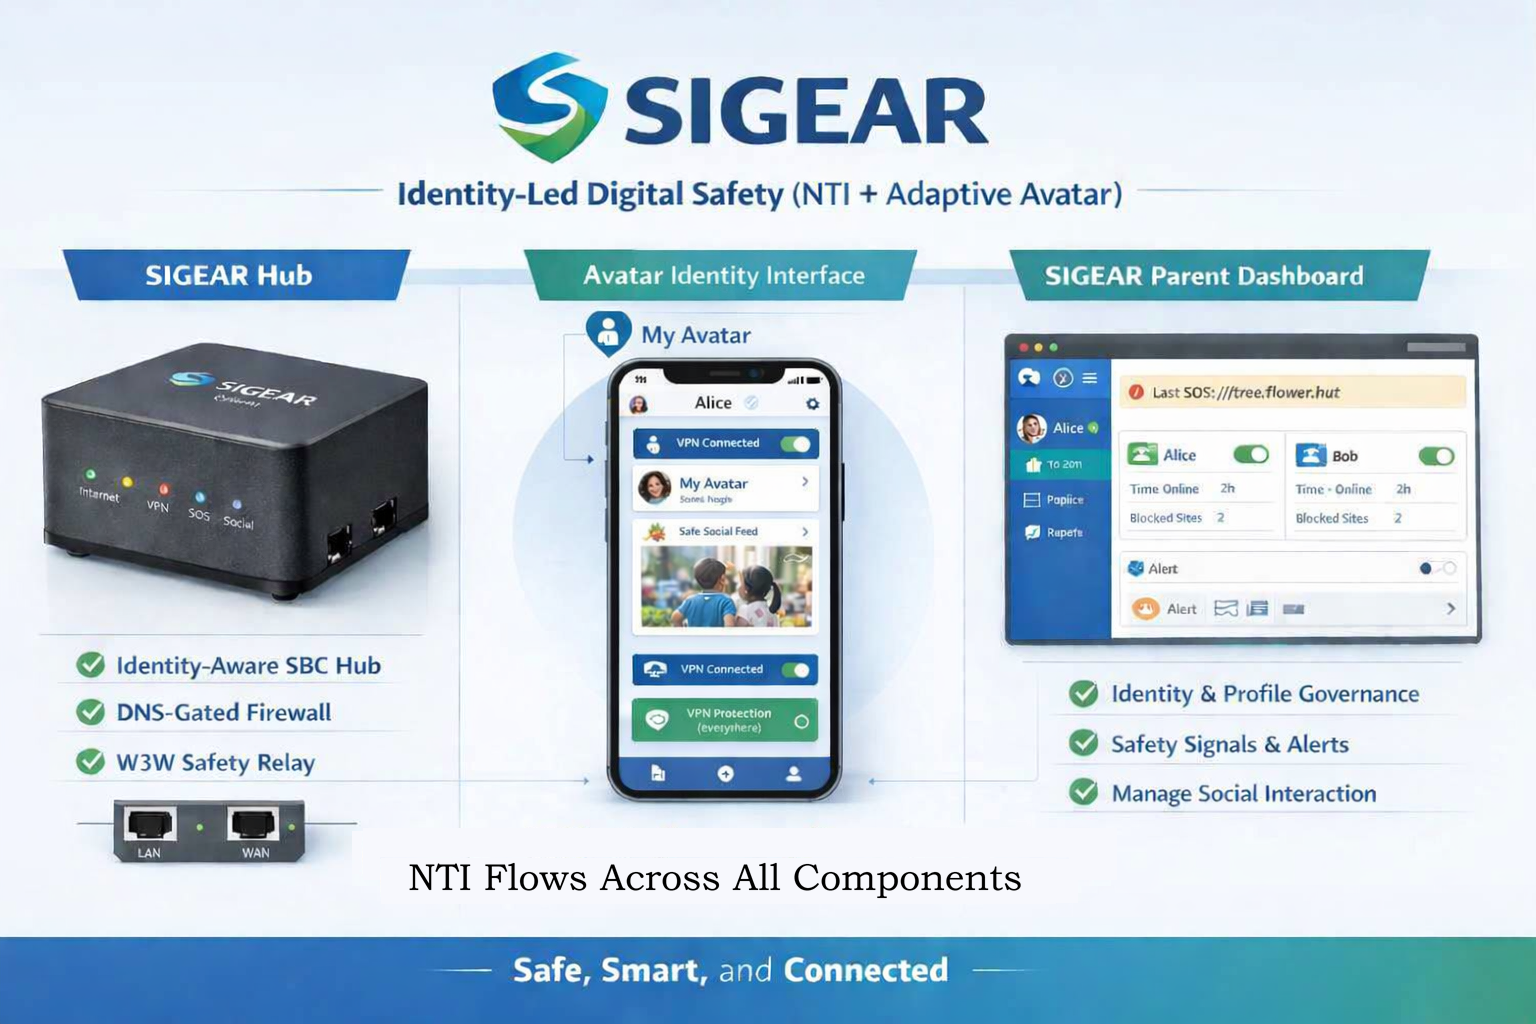 SIGEAR
Identity-Led Digital Safety (NTI + Adaptive Avatar)
SIGEAR Hub
SIGEAR
Internet
VPN
SOS
Social
Identity-Aware SBC Hub
DNS-Gated Firewall
W3W Safety Relay
LAN
WAN
Avatar Identity Interface
My Avatar
Alice
VPN Connected
My Avatar
Safe Social Feed
VPN Connected
VPN Protection
(everywhere)
SIGEAR Parent Dashboard
Last SOS:///tree.flower.hut
Alice
Alice
Time Online 2h
Blocked Sites 2
Bob
Time - Online 2h
Blocked Sites 2
Alert
Alert
Identity & Profile Governance
Safety Signals & Alerts
Manage Social Interaction
NTI Flows Across All Components
Safe, Smart, and Connected